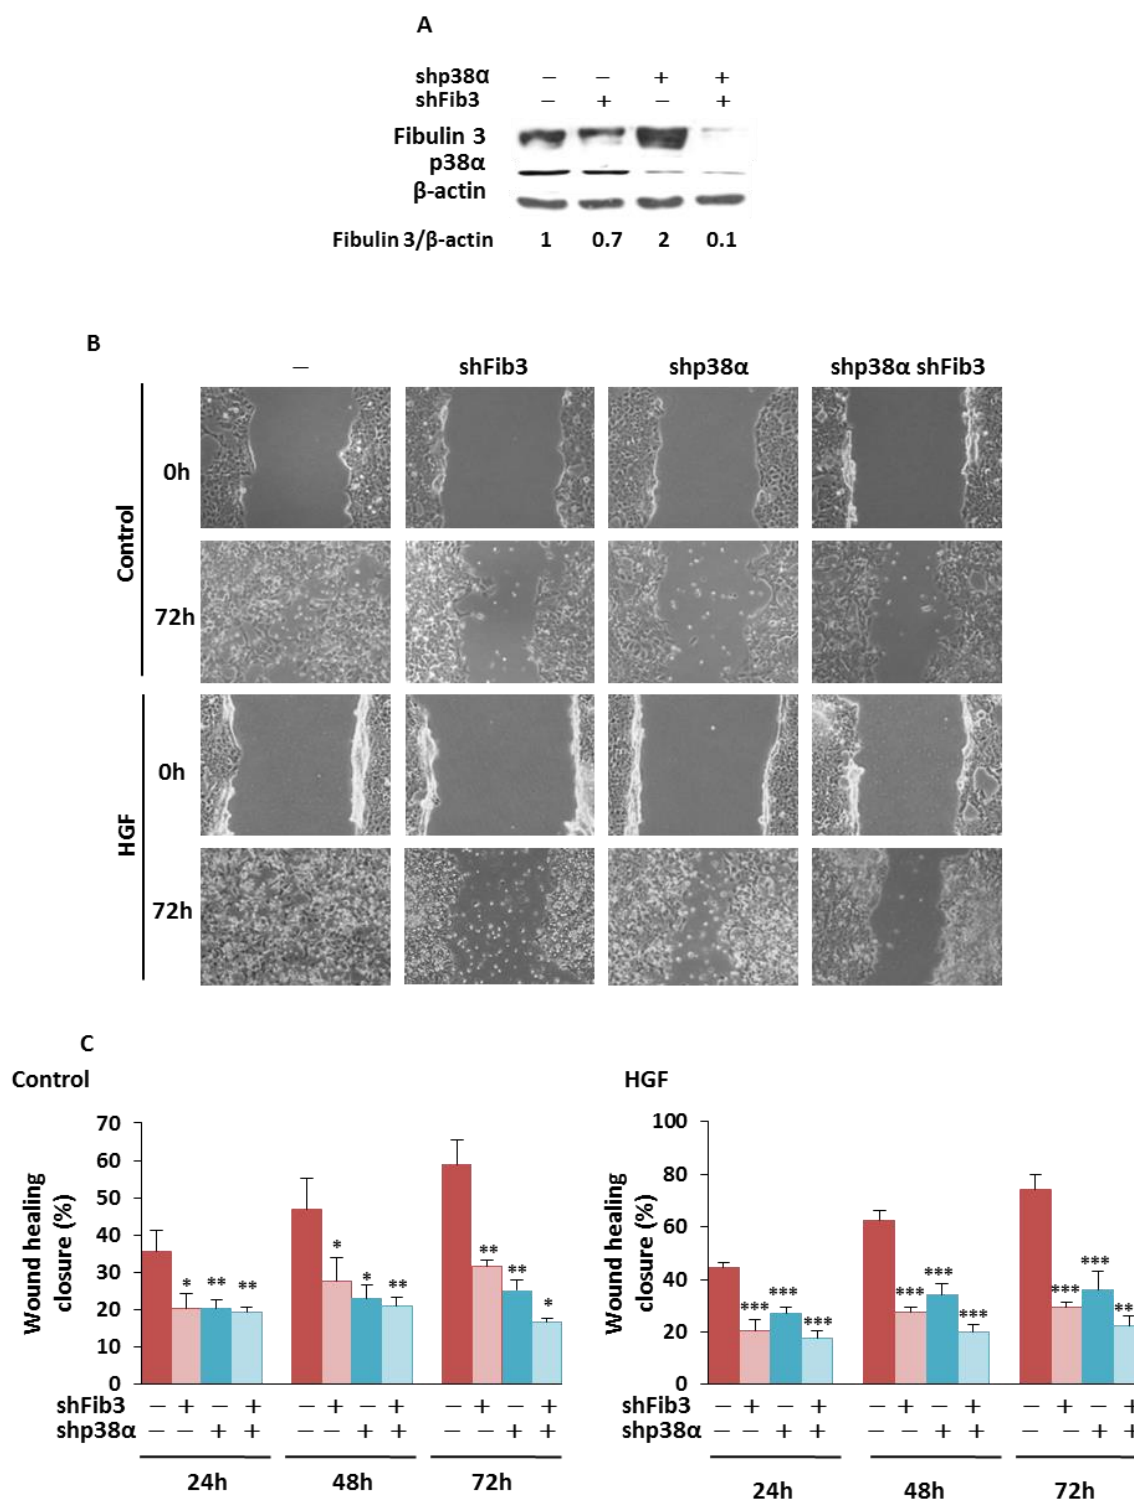 A
shp38α – – + +
shFib3 – + – +
Fibulin 3
p38α
β-actin
Fibulin 3/β-actin 1 0.7 2 0.1
B
– shFib3 shp38α shp38α shFib3
Control
0h
72h
HGF
0h
72h
C
Control
Wound healing closure (%)
70
60
50
40
30
20
10
0
* ** **
* * **
** ** *
shFib3 – + – + – + – + – + – +
shp38α – – + + – – + + – – + +
24h 48h 72h
HGF
Wound healing closure (%)
100
80
60
40
20
0
*** *** ***
*** *** ***
*** *** **
shFib3 – + – + – + – + – + – +
shp38α – – + + – – + + – – + +
24h 48h 72h